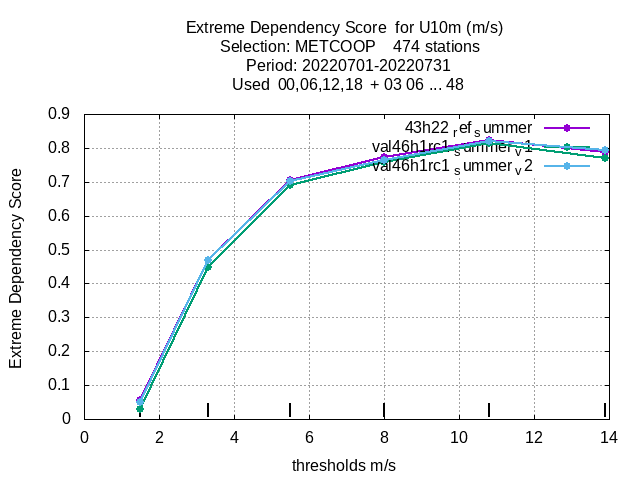 Extreme Dependency Score for U10m (m/s)
Selection: METCOOP 474 stations
Period: 20220701-20220731
Used 00,06,12,18 + 03 06 ... 48
0.9
0.8
0.7
0.6
0.5
0.4
0.3
0.2
0.1
0
Extreme Dependency Score
43h22_ref_summer
val46h1rc1_summer_v1
val46h1rc1_summer_v2
0 2 4 6 8 10 12 14
thresholds m/s